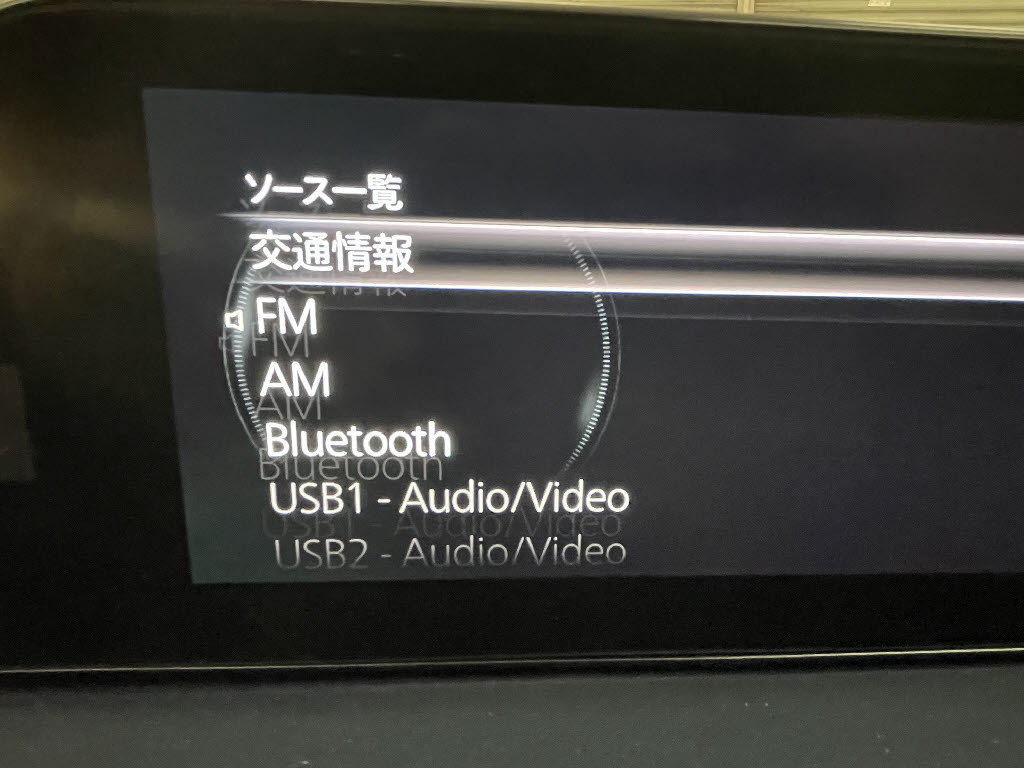 ソース一覧
交通情報
FM
AM
Bluetooth
USB1 - Audio/Video
USB2 - Audio/Video